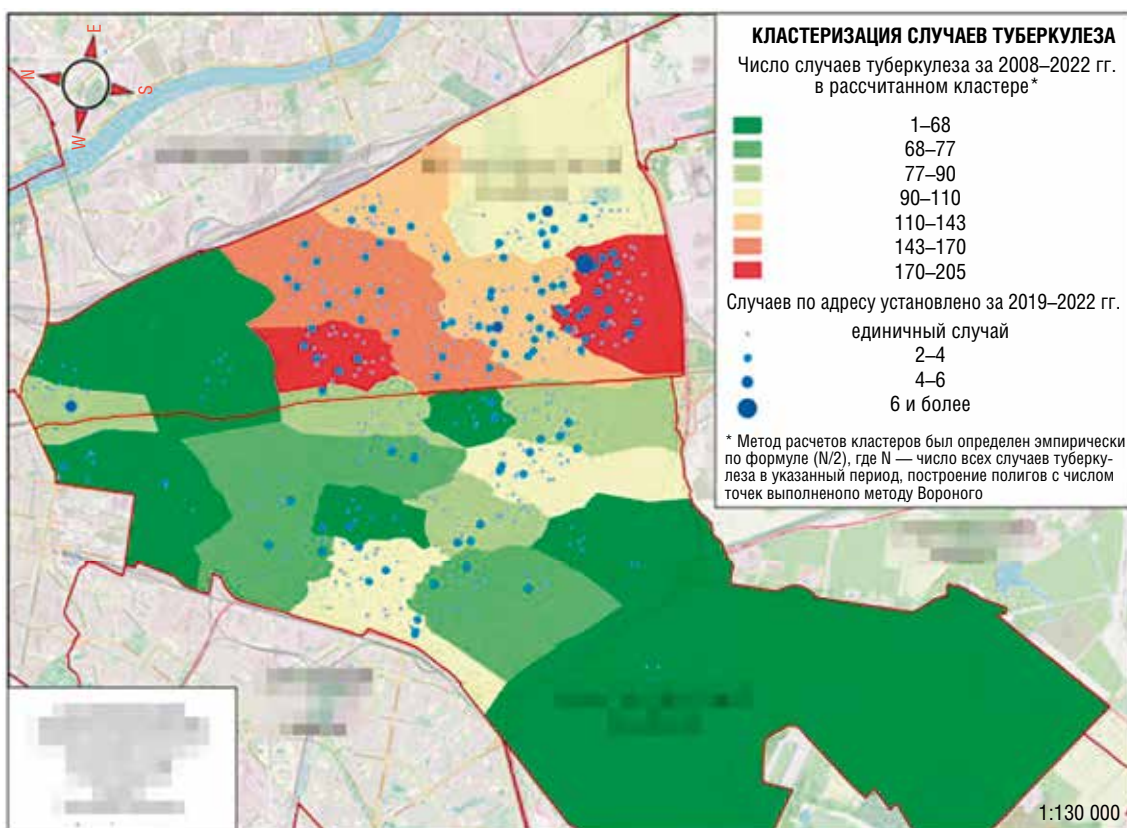 N
E
S
W
КЛАСТЕРИЗАЦИЯ СЛУЧАЕВ ТУБЕРКУЛЕЗА
Число случаев туберкулеза за 2008–2022 гг.
в рассчитанном кластере*
1–68
68–77
77–90
90–110
110–143
143–170
170–205
Случаев по адресу установлено за 2019–2022 гг.
единичный случай
2–4
4–6
6 и более
* Метод расчетов кластеров был определен эмпирически
по формуле (N/2), где N — число всех случаев туберку-
леза в указанный период, построение полигов с числом
точек выполненопо методу Вороного
1:130 000